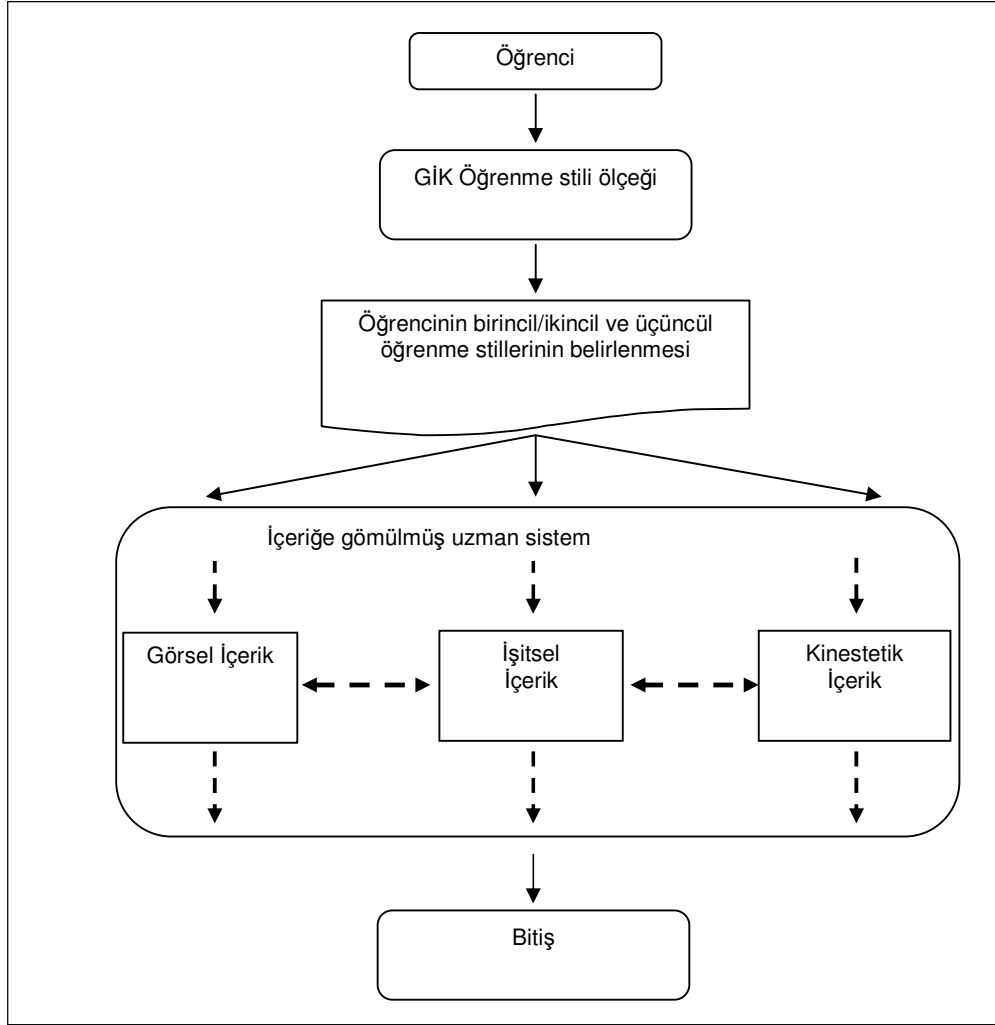 Öğrenci
GİK Öğrenme stili ölçeği
Öğrencinin birincil/ikincil ve üçüncül
öğrenme stillerinin belirlenmesi
İçeriğe gömülmüş uzman sistem
Görsel İçerik
İşitsel
İçerik
Kinestetik
İçerik
Bitiş